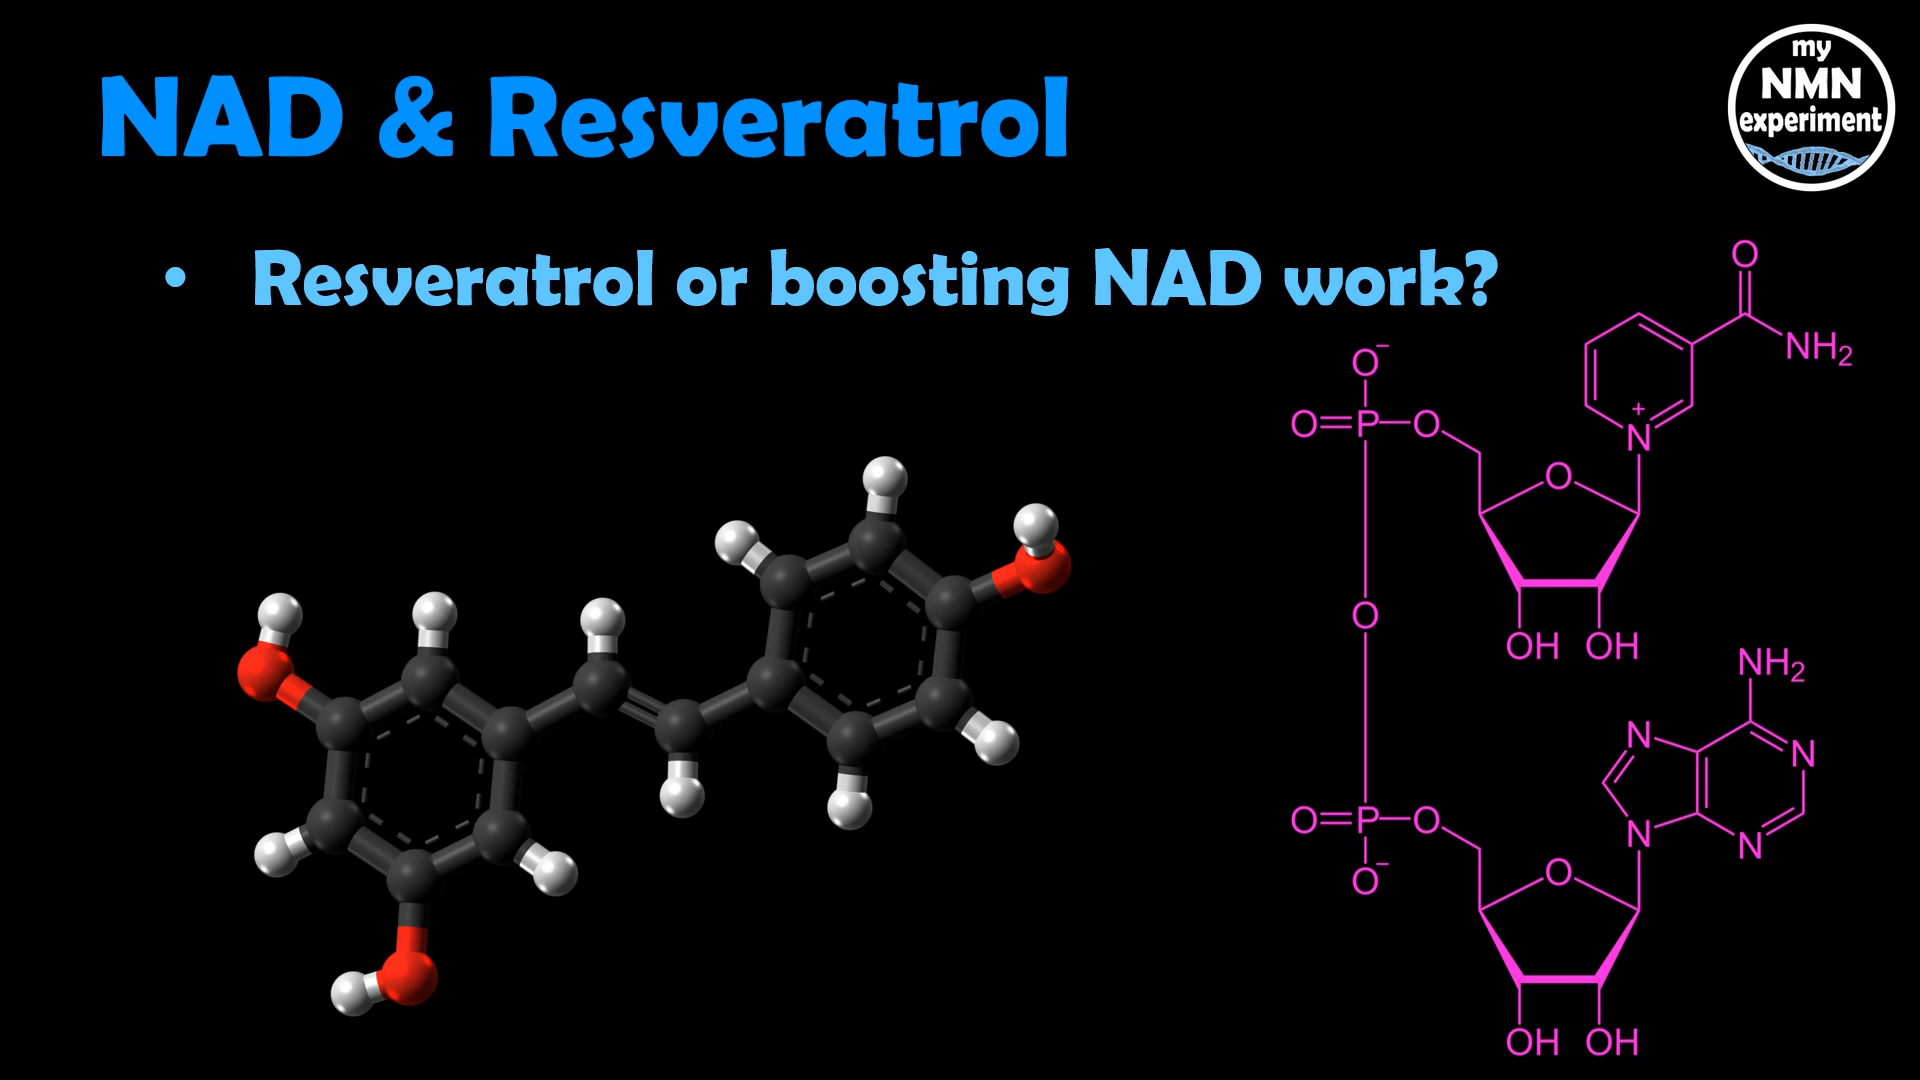 NAD & Resveratrol
my
NMN
experiment
• Resveratrol or boosting NAD work?
O
NH2
O−
O=P-O
+
N
O
O
OH OH
NH2
N
N
N
N
O=P-O
O−
O
OH OH